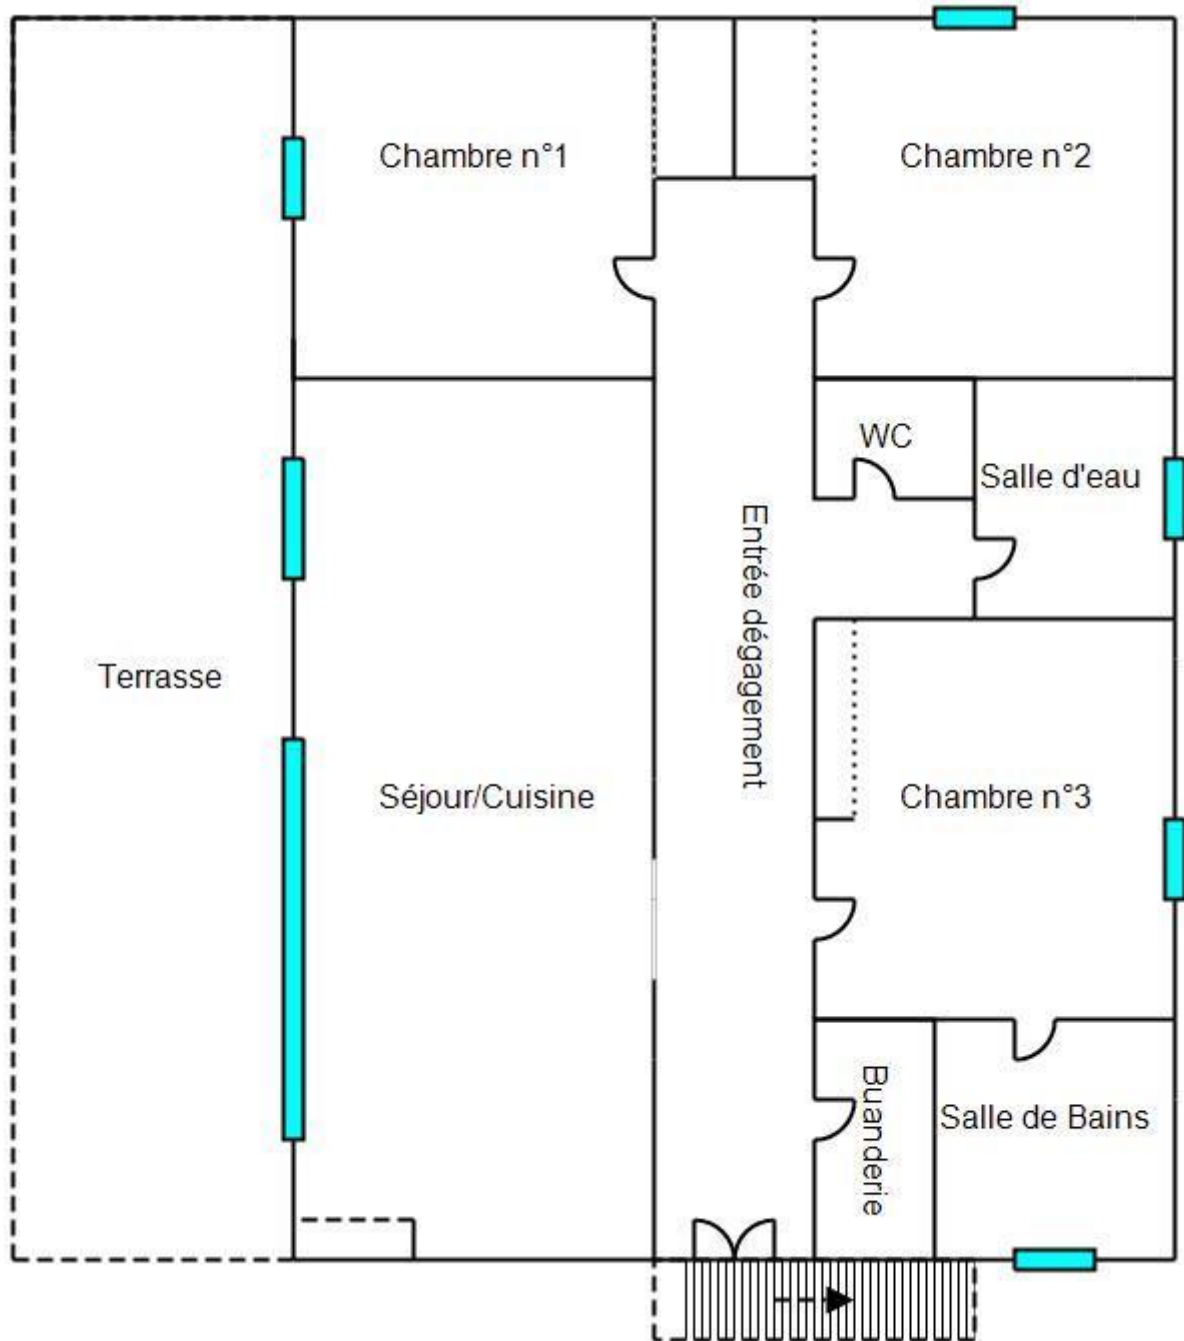 Chambre n°1
Chambre n°2
WC
Salle d'eau
Entrée dégagement
Terrasse
Séjour/Cuisine
Chambre n°3
Buanderie
Salle de Bains